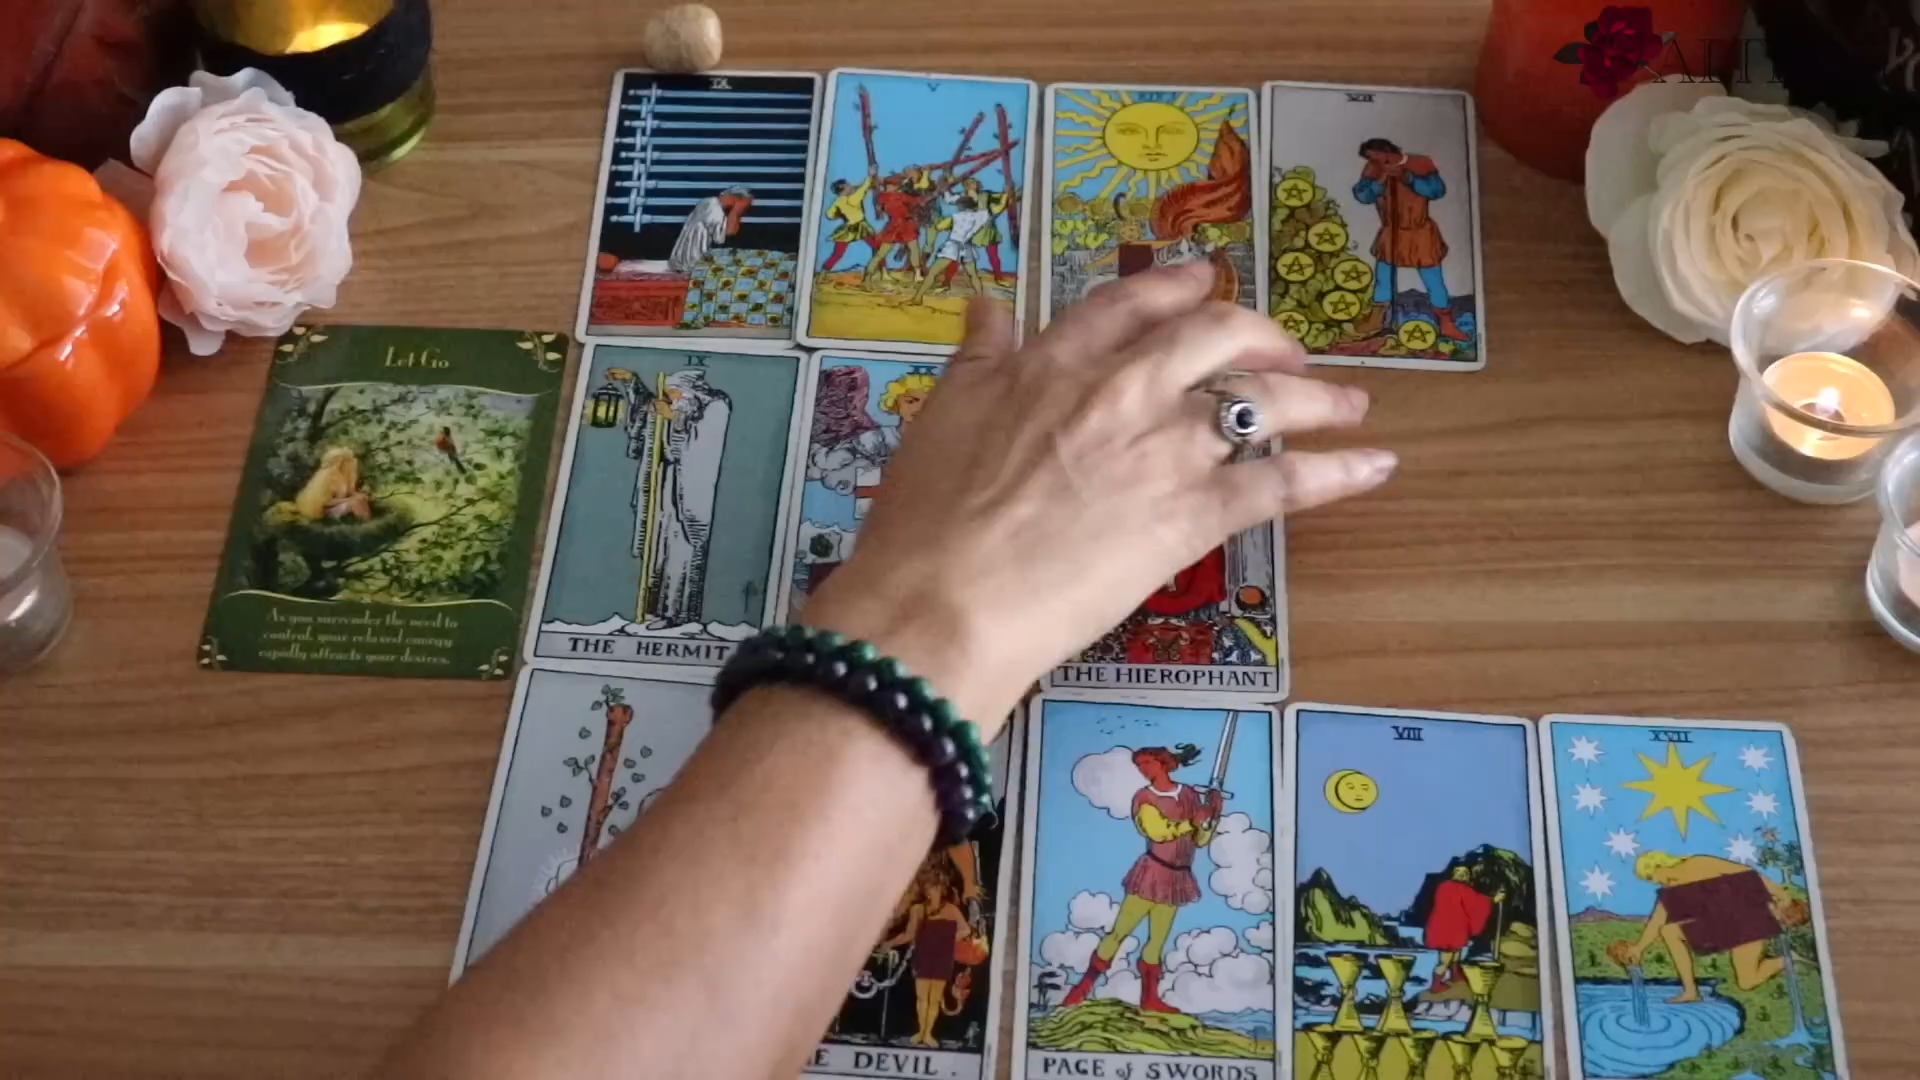 IX
V
VII
Let Go
As you surrender the need to
control, your relaxed energy
rapidly attracts your desires.
IX
THE HERMIT
THE HIEROPHANT
DEVIL.
PAGE of SWORDS
VIII
XVII